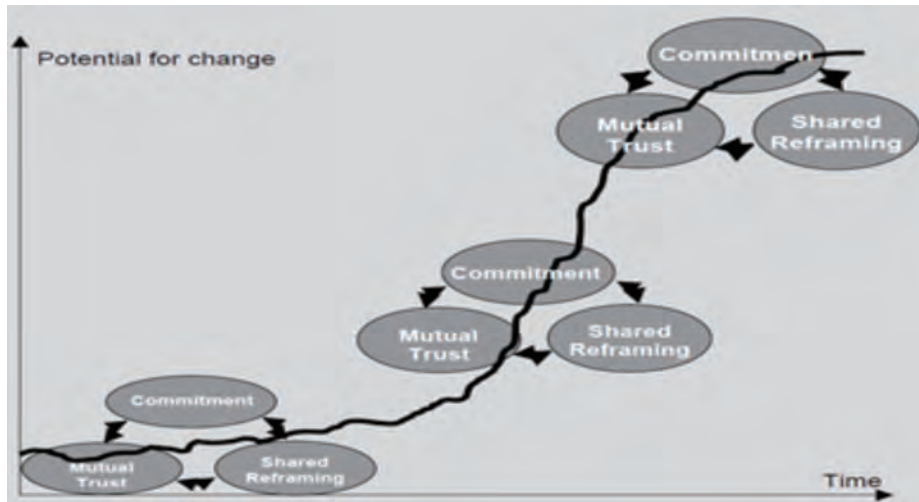 Potential for change
Commitmen
Mutual
Trust
Shared
Reframing
Commitment
Mutual
Trust
Shared
Reframing
Commitment
Mutual
Trust
Shared
Reframing
Time